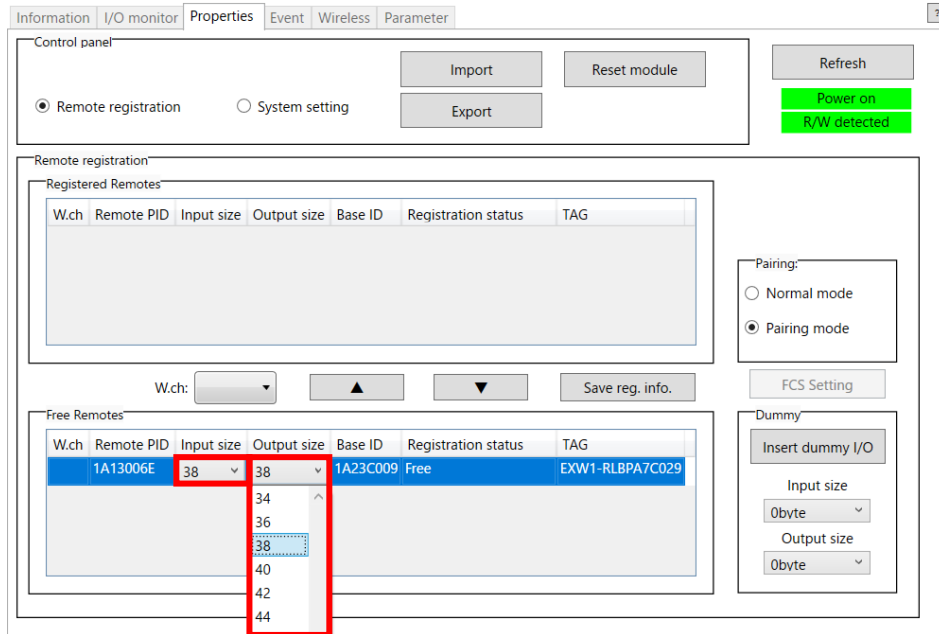 Information I/O monitor Properties Event Wireless Parameter
?
Control panel
Import Reset module Refresh
Remote registration System setting Export
Power on
R/W detected
Remote registration
Registered Remotes
W.ch Remote PID Input size Output size Base ID Registration status TAG
Pairing:
Normal mode
Pairing mode
W.ch: ▲ ▼ Save reg. info. FCS Setting
Free Remotes
W.ch Remote PID Input size Output size Base ID Registration status TAG
1A13006E 38 38 1A23C009 Free EXW1-RLBPA7C029
34
36
38
40
42
44
Dummy
Insert dummy I/O
Input size
0byte
Output size
0byte